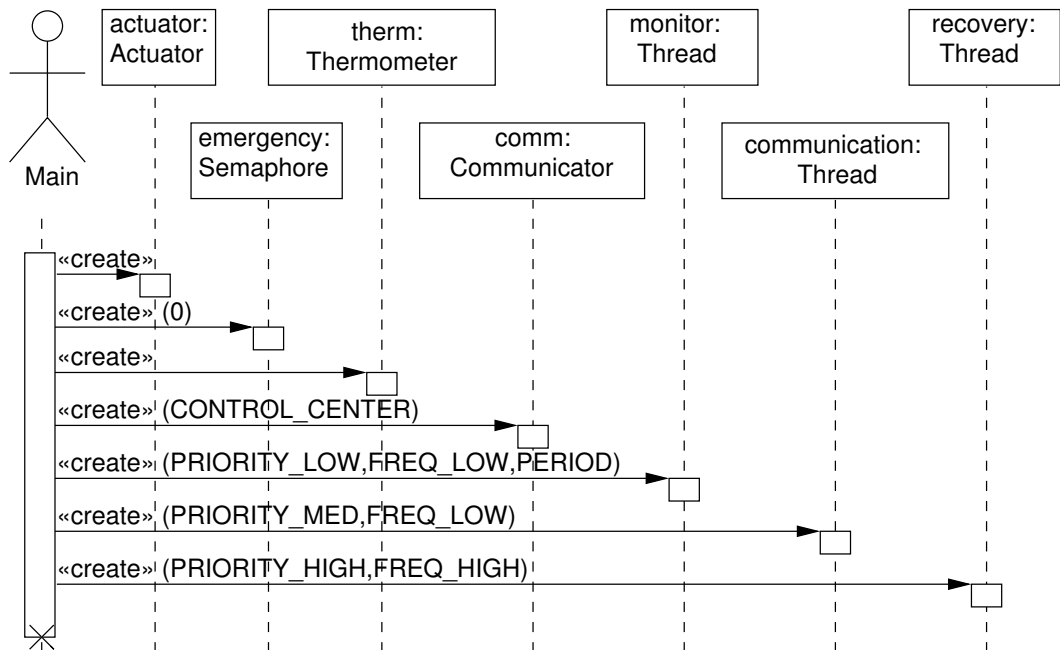 actuator:
Actuator
therm:
Thermometer
monitor:
Thread
recovery:
Thread
emergency:
Semaphore
comm:
Communicator
communication:
Thread
Main
«create»
«create» (0)
«create»
«create» (CONTROL_CENTER)
«create» (PRIORITY_LOW,FREQ_LOW,PERIOD)
«create» (PRIORITY_MED,FREQ_LOW)
«create» (PRIORITY_HIGH,FREQ_HIGH)